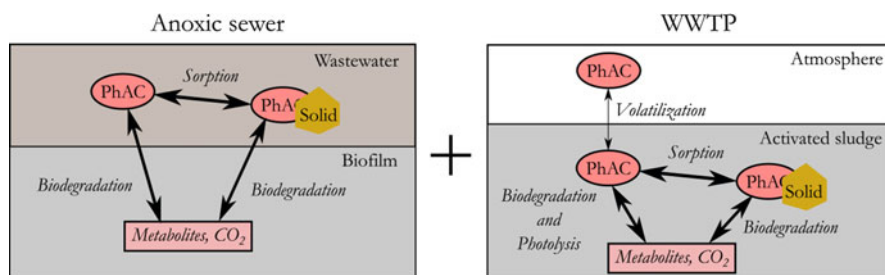 Anoxic sewer
Wastewater
Sorption
PhAC
PhAC
Solid
Biofilm
Biodegradation
Biodegradation
Metabolites, CO2
+
WWTP
Atmosphere
PhAC
Volatilization
Activated sludge
Sorption
PhAC
PhAC
Solid
Biodegradation
and
Photolysis
Biodegradation
Metabolites, CO2